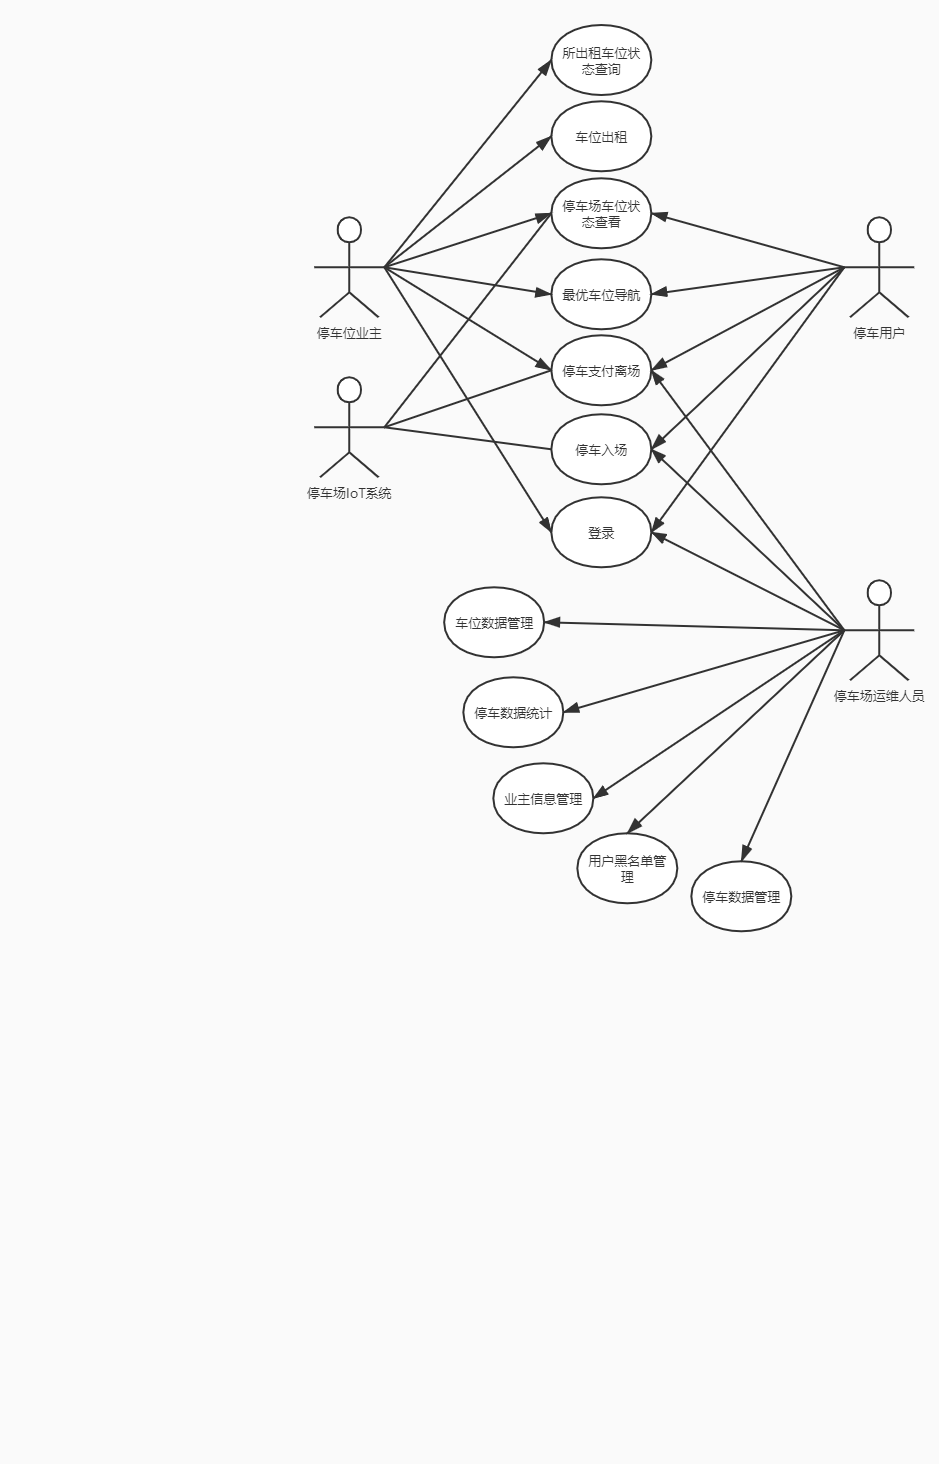 所出租车位状
态查询
车位出租
停车场车位状
态查看
最优车位导航
停车位业主
停车用户
停车支付离场
停车入场
停车场IoT系统
登录
车位数据管理
停车场运维人员
停车数据统计
业主信息管理
用户黑名单管
理
停车数据管理